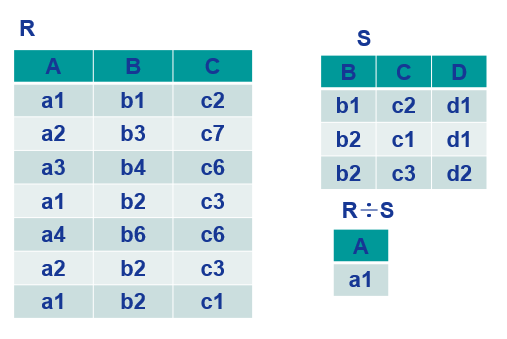 R
A B C
a1 b1 c2
a2 b3 c7
a3 b4 c6
a1 b2 c3
a4 b6 c6
a2 b2 c3
a1 b2 c1
S
B C D
b1 c2 d1
b2 c1 d1
b2 c3 d2
R÷S
A
a1